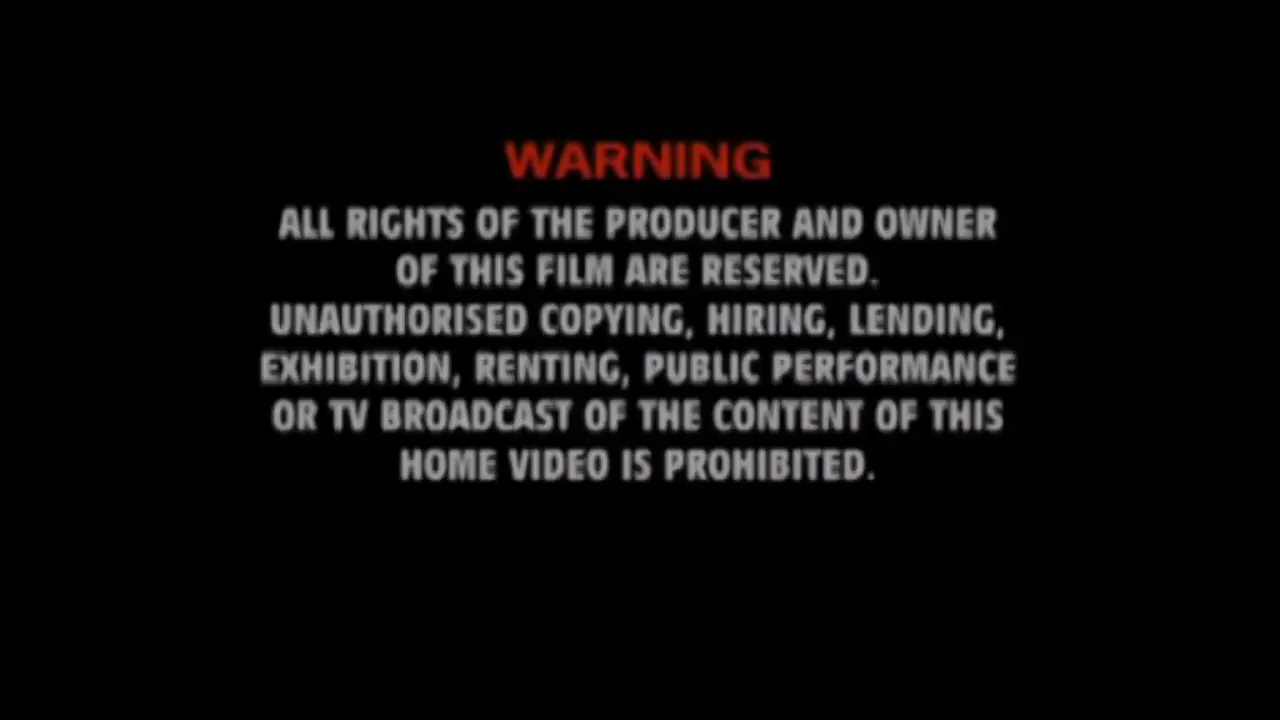 WARNING
ALL RIGHTS OF THE PRODUCER AND OWNER
OF THIS FILM ARE RESERVED.
UNAUTHORISED COPYING, HIRING, LENDING,
EXHIBITION, RENTING, PUBLIC PERFORMANCE
OR TV BROADCAST OF THE CONTENT OF THIS
HOME VIDEO IS PROHIBITED.